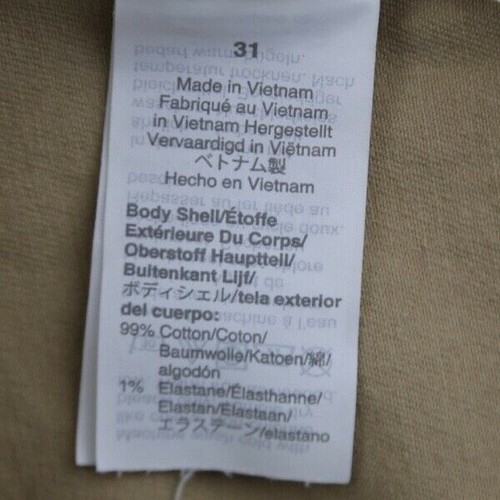 31
Made in Vietnam
Fabriqué au Vietnam
in Vietnam Hergestellt
Vervaardigd in Viëtnam
ベトナム製
Hecho en Vietnam
Body Shell/Étoffe
Extérieure Du Corps/
Oberstoff Hauptteil/
Buitenkant Lijf/
ボディシェル/tela exterior
del cuerpo:
99% Cotton/Coton/
Baumwolle/Katoen/綿/
algodón
1% Elastane/Élasthanne/
Elastan/Elastaan/
エラステーン/elastano